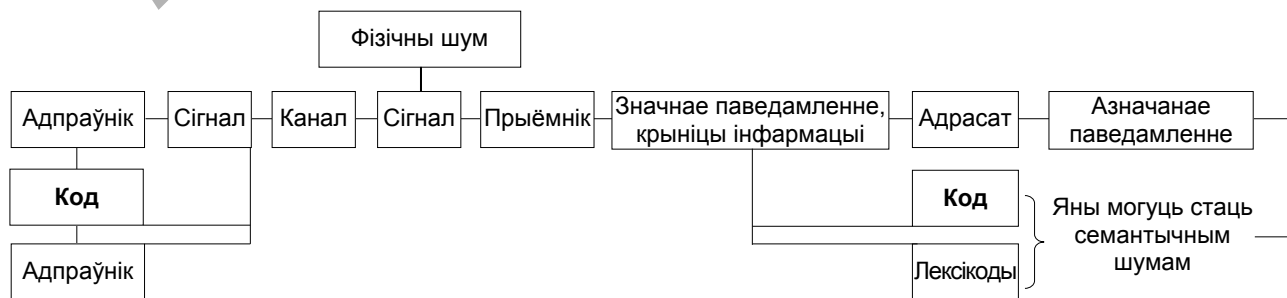 Фізічны шум
Адпраўнік
Сігнал
Канал
Сігнал
Прыёмнік
Значнае паведамленне,
крыніцы інфармацыі
Адрасат
Азначанае
паведамленне
Код
Код
Яны могуць стаць
семантычным
шумам
Адпраўнік
Лексікоды